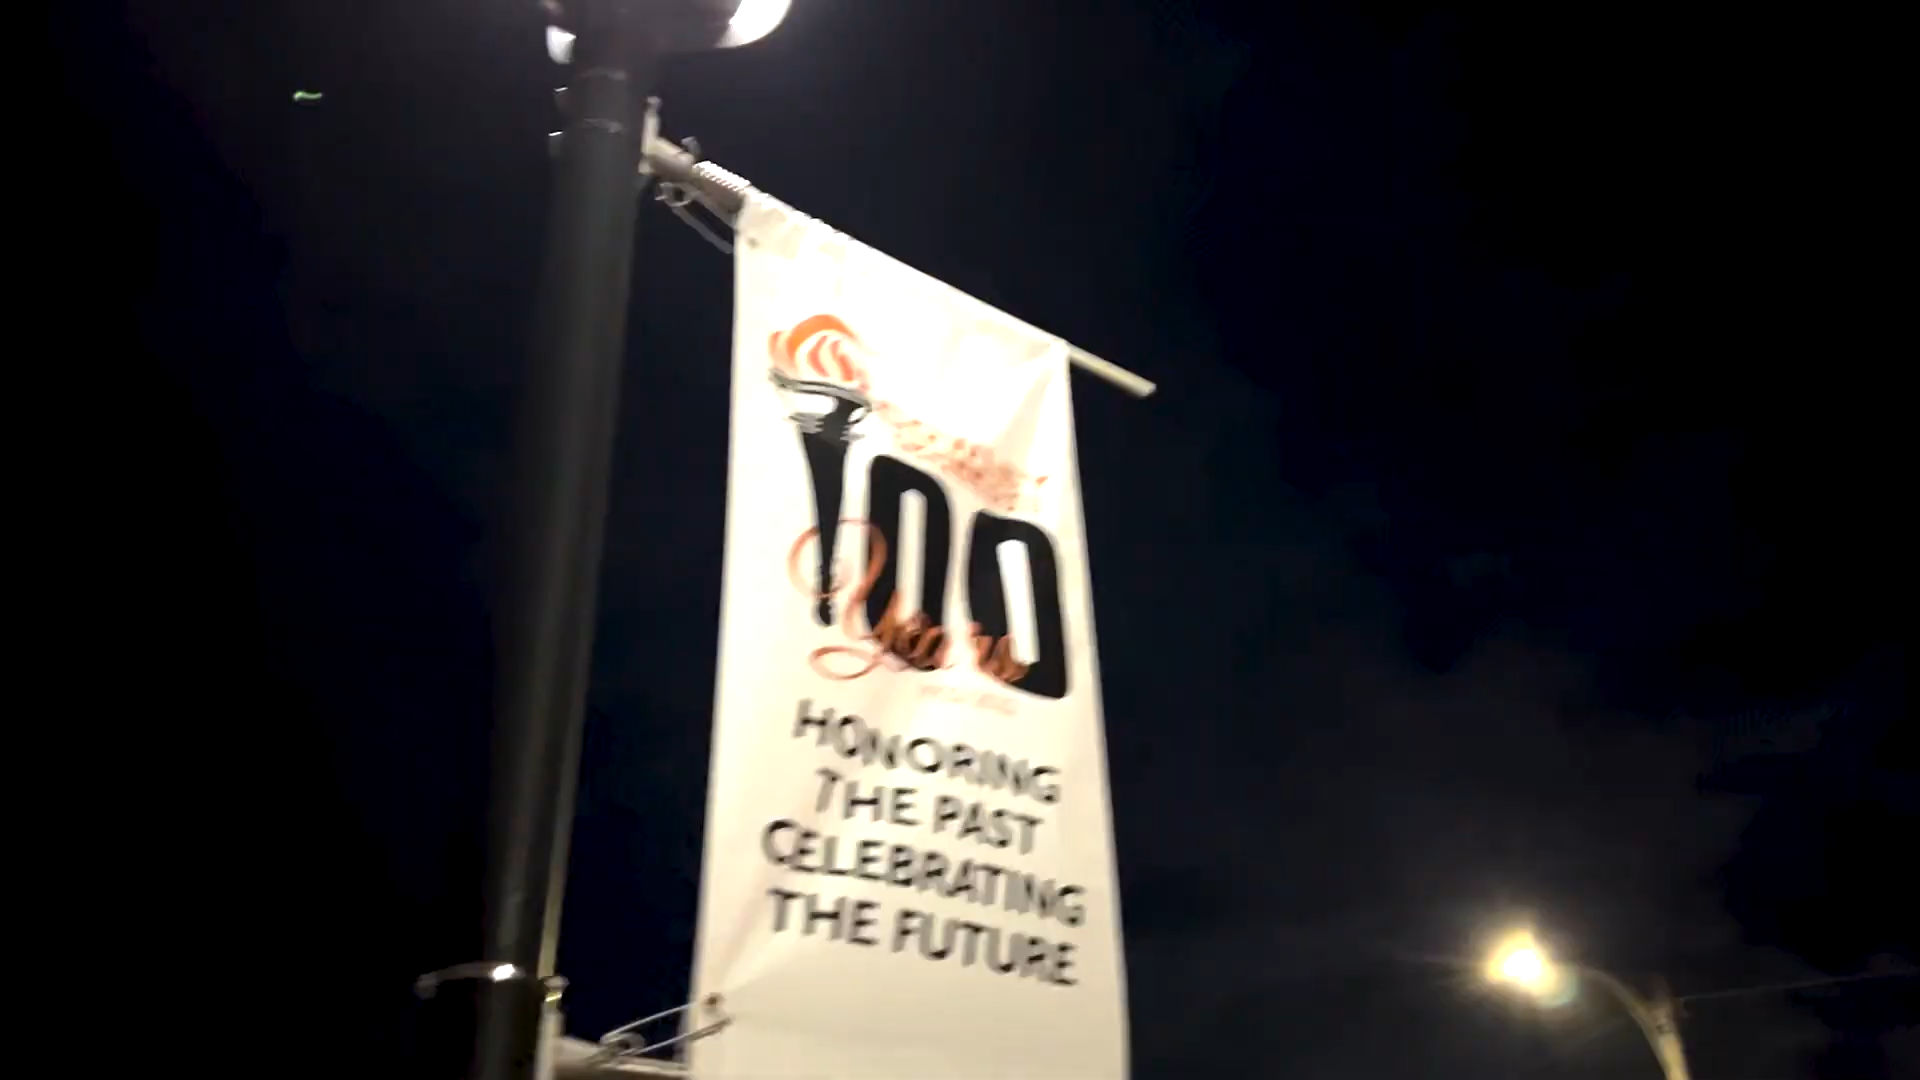 100
Years
HONORING
THE PAST
CELEBRATING
THE FUTURE